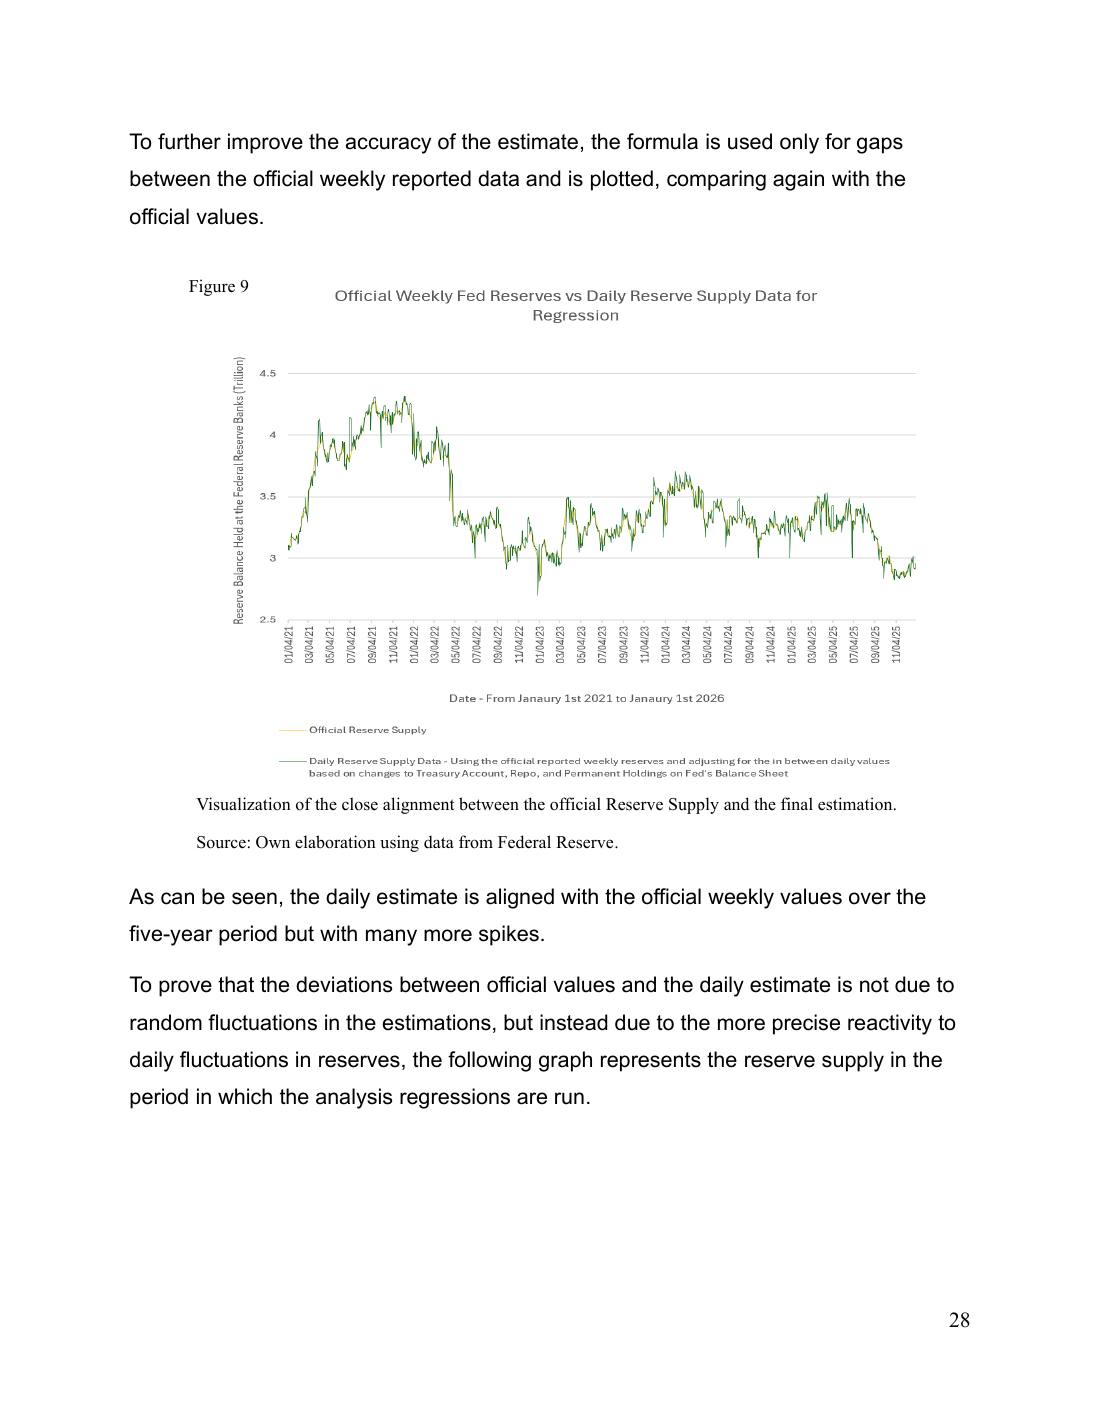 To further improve the accuracy of the estimate, the formula is used only for gaps
between the official weekly reported data and is plotted, comparing again with the
official values.
Figure 9
Official Weekly Fed Reserves vs Daily Reserve Supply Data for
Regression
Reserve Balance Held at the Federal Reserve Banks (Trillion)
4.5
4
3.5
3
2.5
01/04/21
03/04/21
05/04/21
07/04/21
09/04/21
11/04/21
01/04/22
03/04/22
05/04/22
07/04/22
09/04/22
11/04/22
01/04/23
03/04/23
05/04/23
07/04/23
09/04/23
11/04/23
01/04/24
03/04/24
05/04/24
07/04/24
09/04/24
11/04/24
01/04/25
03/04/25
05/04/25
07/04/25
09/04/25
11/04/25
Date - From Janaury 1st 2021 to Janaury 1st 2026
Official Reserve Supply
Daily Reserve Supply Data - Using the official reported weekly reserves and adjusting for the in between daily values
based on changes to Treasury Account, Repo, and Permanent Holdings on Fed's Balance Sheet
Visualization of the close alignment between the official Reserve Supply and the final estimation.
Source: Own elaboration using data from Federal Reserve.
As can be seen, the daily estimate is aligned with the official weekly values over the
five-year period but with many more spikes.
To prove that the deviations between official values and the daily estimate is not due to
random fluctuations in the estimations, but instead due to the more precise reactivity to
daily fluctuations in reserves, the following graph represents the reserve supply in the
period in which the analysis regressions are run.
28